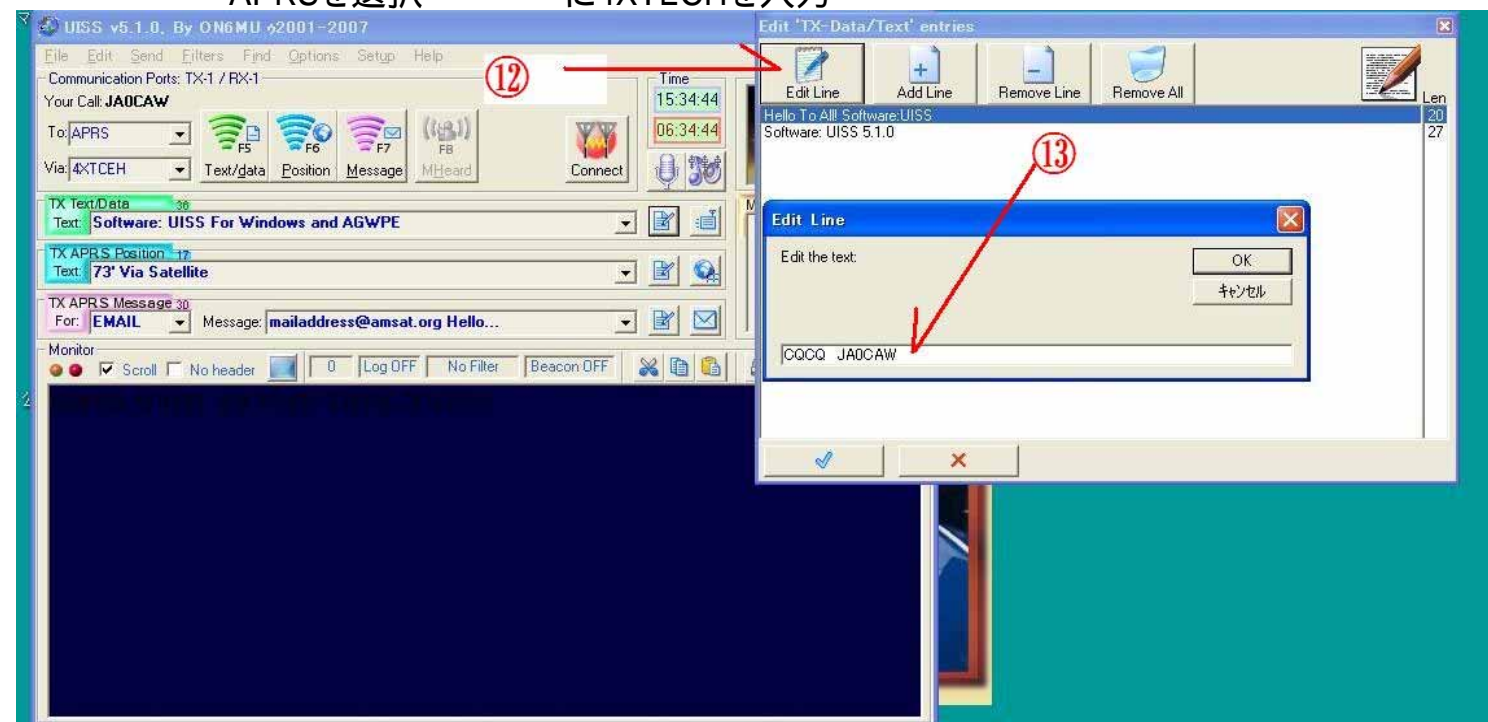 APRSを選択 に4XTECHを入力
UISS v5.1.0, By ON6MU φ2001-2007
File Edit Send Filters Find Options Setup Help
Communication Ports: TX-1 / RX-1
Your Call: JA0CAW
To: APRS
F5
Text/data
F6
Position
F7
Message
F8
MHeard
Connect
Via: 4XTCEH
Time
15:34:44
06:34:44
⑫
TX Text/Data 36
Text: Software: UISS For Windows and AGWPE
TX APRS Position 17
Text: 73' Via Satellite
TX APRS Message 30
For: EMAIL Message: mailaddress@amsat.org Hello...
Monitor
Scroll No header 0 Log OFF No Filter Beacon OFF
Edit 'TX-Data/Text' entries
Edit Line Add Line Remove Line Remove All Len
Hello To All! Software:UISS 20
Software: UISS 5.1.0 27
⑬
Edit Line
Edit the text:
OK
キャンセル
CQCQ JA0CAW